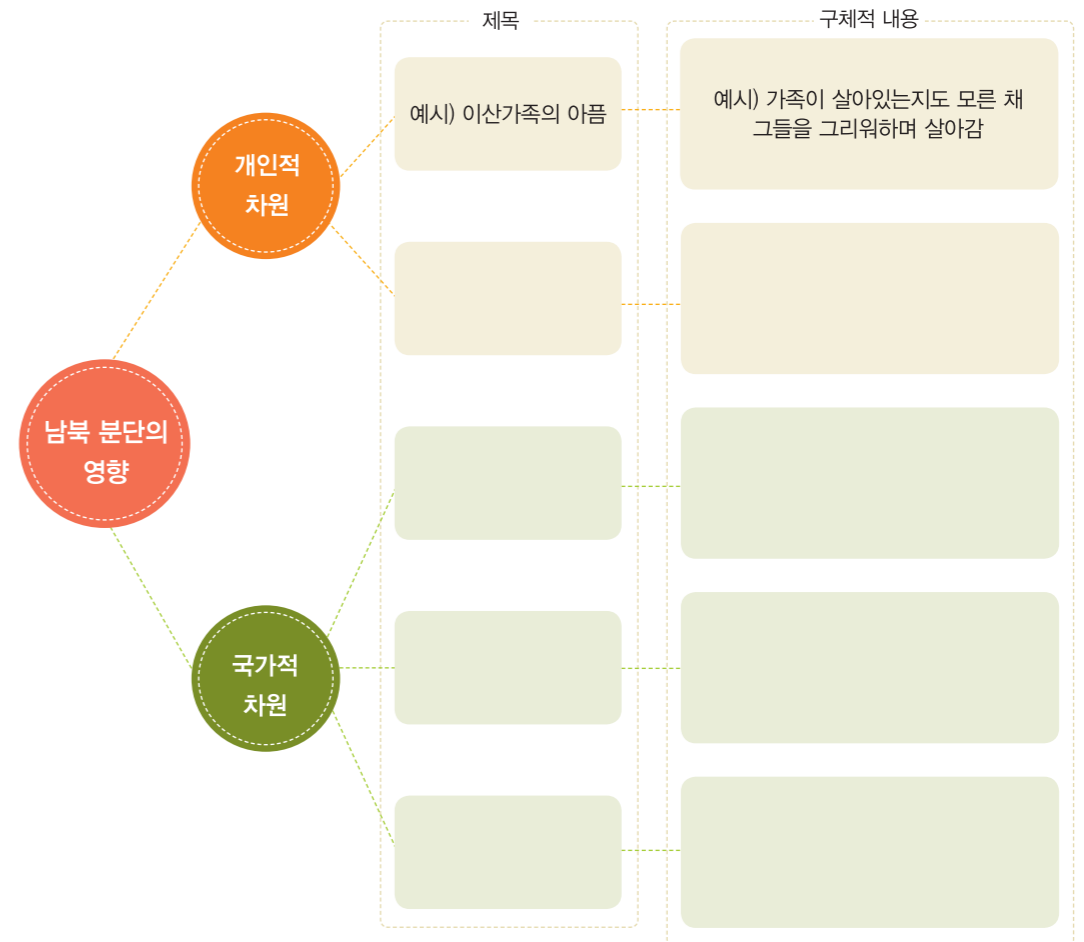 제목
구체적 내용
예시) 이산가족의 아픔
예시) 가족이 살아있는지도 모른 채
그들을 그리워하며 살아감
개인적
차원
남북 분단의
영향
국가적
차원